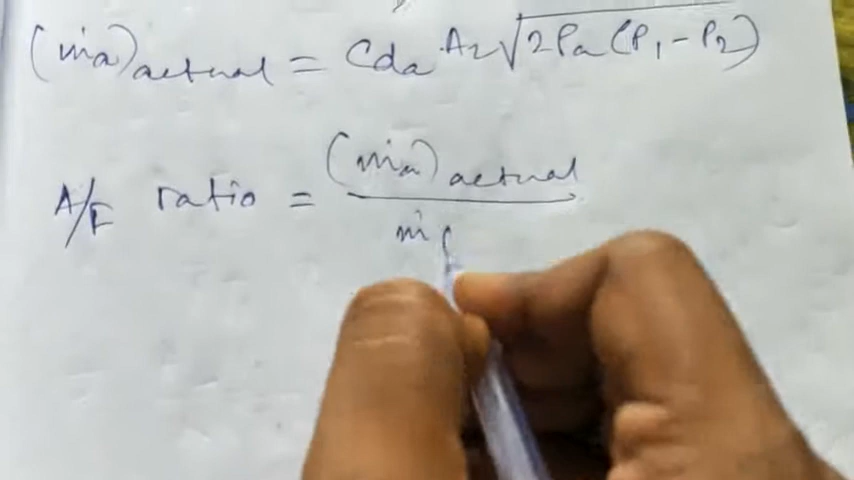 (ṁa)actual = Cda A2 √2ρa(P1 - P2)
A/F ratio = (ṁa)actual
ṁf